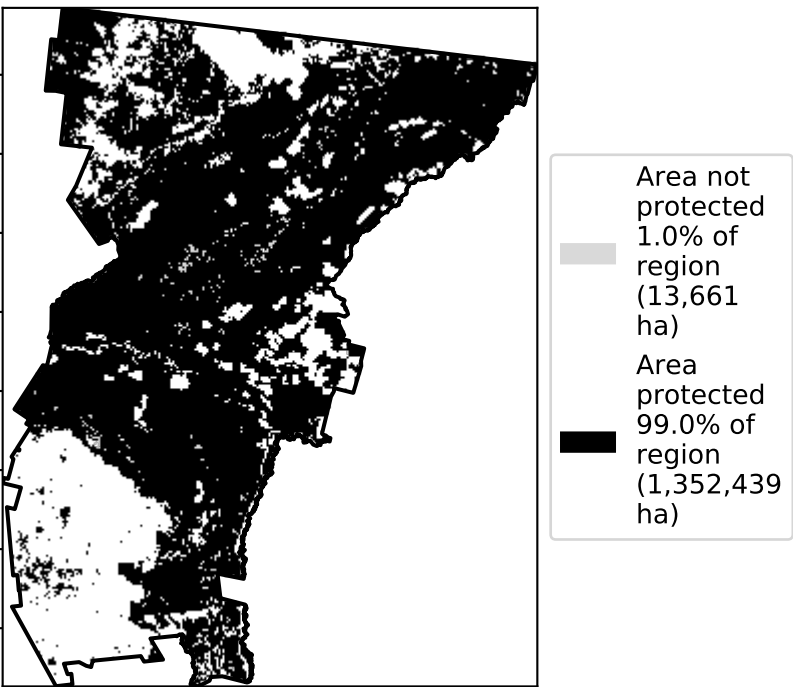 Area not
protected
1.0% of
region
(13,661
ha)
Area
protected
99.0% of
region
(1,352,439
ha)